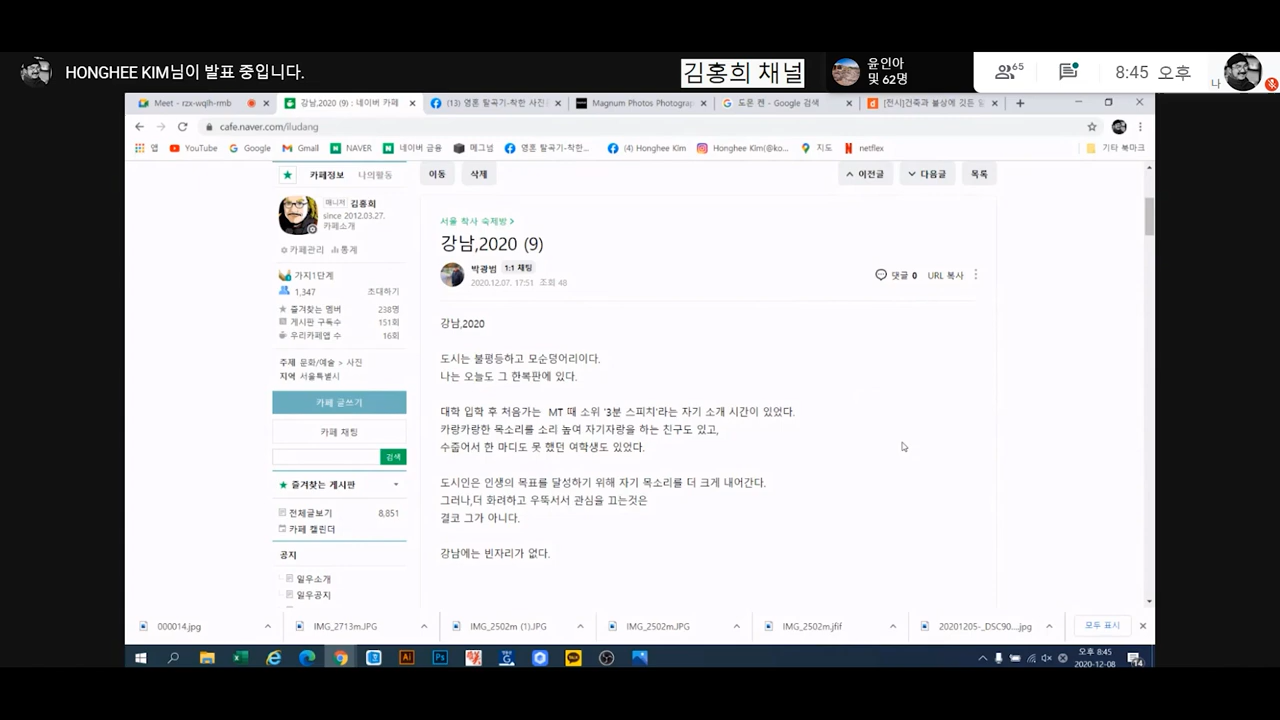 HONGHEE KIM님이 발표 중입니다.
김홍희 채널
윤인아
및 62명
65
8:45 오후
나
Meet - rzx-wqlh-rmb
강남,2020 (9) : 네이버 카페
(13) 영혼 탈곡기-착한 사진
Magnum Photos Photograp
도몬 켄 - Google 검색
[전시]건축과 불상에 깃든 일
cafe.naver.com/iludang
앱
YouTube
Google
Gmail
NAVER
네이버 금융
메그넘
영혼 탈곡기-착한...
(4) Honghee Kim
Honghee Kim(@ko...
지도
netflex
기타 북마크
카페정보
나의활동
이동
삭제
이전글
다음글
목록
매니저 김홍희
since 2012.03.27.
카페소개
카페관리
통계
가지1단계
1,347
초대하기
즐겨찾는 멤버 238명
게시판 구독수 151회
우리카페앱 수 16회
주제 문화/예술 > 사진
지역 서울특별시
카페 글쓰기
카페 채팅
검색
즐겨찾는 게시판
전체글보기 8,851
카페 캘린더
공지
일우소개
일우공지
서울 착사 숙제방 >
강남,2020 (9)
박광범 1:1 채팅
2020.12.07. 17:51 조회 48
댓글 0
URL 복사
강남,2020
도시는 불평등하고 모순덩어리이다.
나는 오늘도 그 한복판에 있다.
대학 입학 후 처음가는 MT 때 소위 '3분 스피치'라는 자기 소개 시간이 있었다.
카랑카랑한 목소리를 소리 높여 자기자랑을 하는 친구도 있고,
수줍어서 한 마디도 못 했던 여학생도 있었다.
도시인은 인생의 목표를 달성하기 위해 자기 목소리를 더 크게 내어간다.
그러나,더 화려하고 우뚝서서 관심을 끄는것은
결코 그가 아니다.
강남에는 빈자리가 없다.
000014.jpg
IMG_2713m.JPG
IMG_2502m (1).JPG
IMG_2502m.JPG
IMG_2502m.jfif
20201205-_DSC90....jpg
모두 표시
오후 8:45
2020-12-08
14